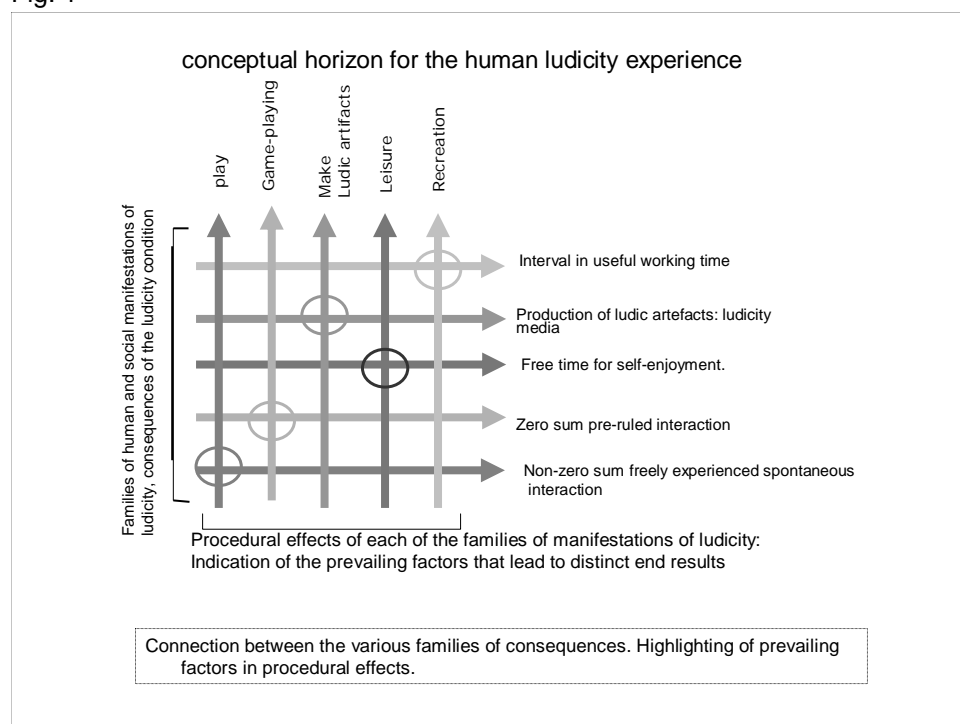 conceptual horizon for the human ludicity experience
play
Game-playing
Make
Ludic artifacts
Leisure
Recreation
Families of human and social manifestations of
ludicity, consequences of the ludicity condition
Interval in useful working time
Production of ludic artefacts: ludicity
media
Free time for self-enjoyment.
Zero sum pre-ruled interaction
Non-zero sum freely experienced spontaneous
interaction
Procedural effects of each of the families of manifestations of ludicity:
Indication of the prevailing factors that lead to distinct end results
Connection between the various families of consequences. Highlighting of prevailing
factors in procedural effects.